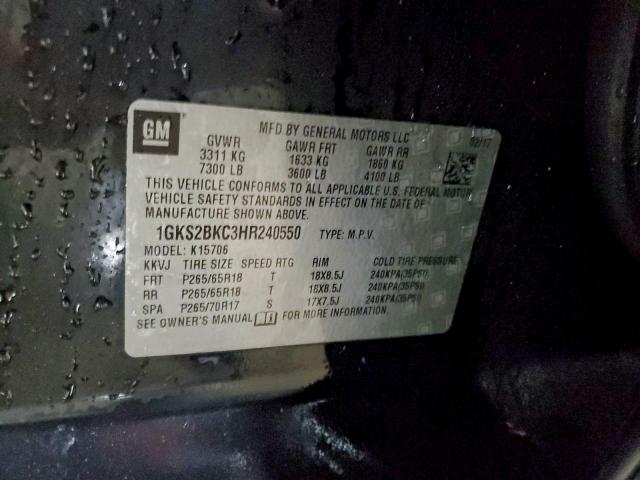 GM
MFD BY GENERAL MOTORS LLC
02/17
GVWR GAWR FRT GAWR RR
3311 KG 1633 KG 1860 KG
7300 LB 3600 LB 4100 LB
THIS VEHICLE CONFORMS TO ALL APPLICABLE U.S. FEDERAL MOTOR
VEHICLE SAFETY STANDARDS IN EFFECT ON THE DATE OF
MANUFACTURE SHOWN ABOVE.
1GKS2BKC3HR240550 TYPE: M.P.V.
MODEL: K15706
KKVJ TIRE SIZE SPEED RTG RIM COLD TIRE PRESSURE
FRT P265/65R18 T 18X8.5J 240KPA(35PSI)
RR P265/65R18 T 18X8.5J 240KPA(35PSI)
SPA P265/70R17 S 17X7.5J 240KPA(35PSI)
SEE OWNER'S MANUAL FOR MORE INFORMATION.